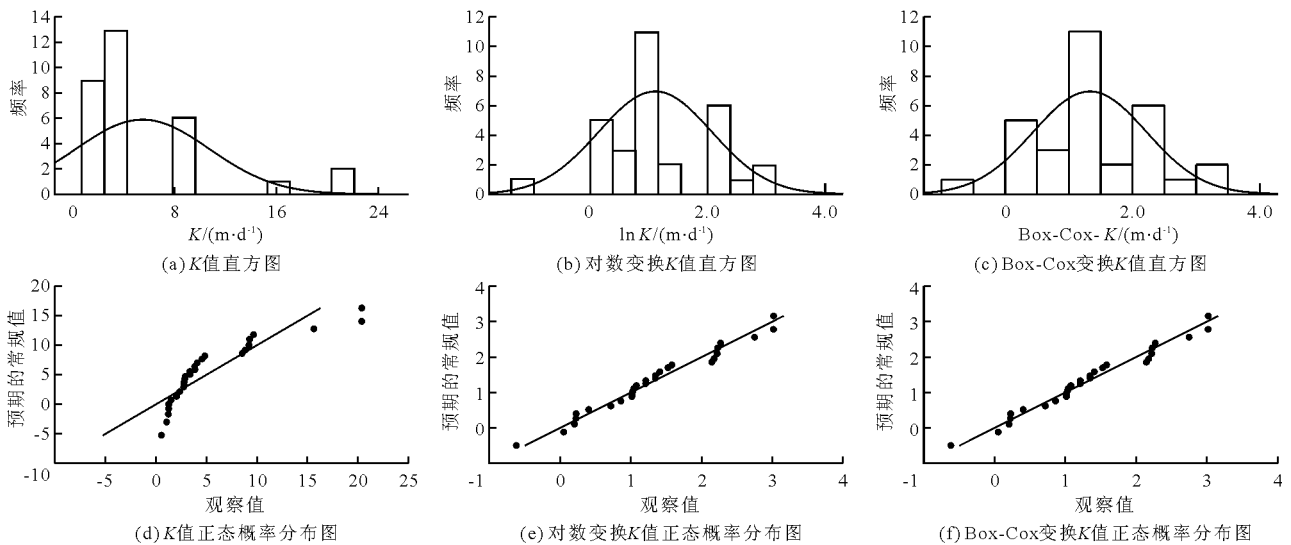 14
12
10
8
6
4
2
0
频率
0 8 16 24
K/(m·d⁻¹)
(a) K值直方图
12
10
8
6
4
2
0
频率
0 2.0 4.0
ln K/(m·d⁻¹)
(b) 对数变换K值直方图
12
10
8
6
4
2
0
频率
0 2.0 4.0
Box-Cox-K/(m·d⁻¹)
(c) Box-Cox变换K值直方图
20
15
10
5
0
-5
-10
预期的常规值
-10 -5 0 5 10 15 20 25
观察值
(d) K值正态概率分布图
4
3
2
1
0
-1
预期的常规值
0 1 2 3 4
观察值
(e) 对数变换K值正态概率分布图
4
3
2
1
0
-1
预期的常规值
-1 0 1 2 3 4
观察值
(f) Box-Cox变换K值正态概率分布图